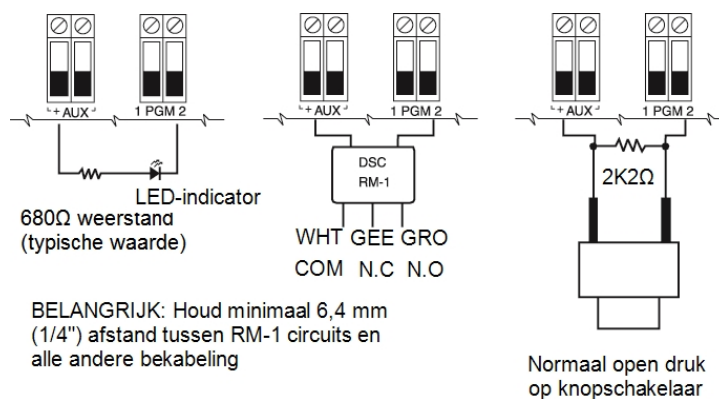 + AUX - 1 PGM 2
+ AUX - 1 PGM 2
+ AUX - 1 PGM 2
LED-indicator
680Ω weerstand
(typische waarde)
DSC
RM-1
WHT GEE GRO
COM N.C N.O
2K2Ω
BELANGRIJK: Houd minimaal 6,4 mm
(1/4") afstand tussen RM-1 circuits en
alle andere bekabeling
Normaal open druk
op knopschakelaar